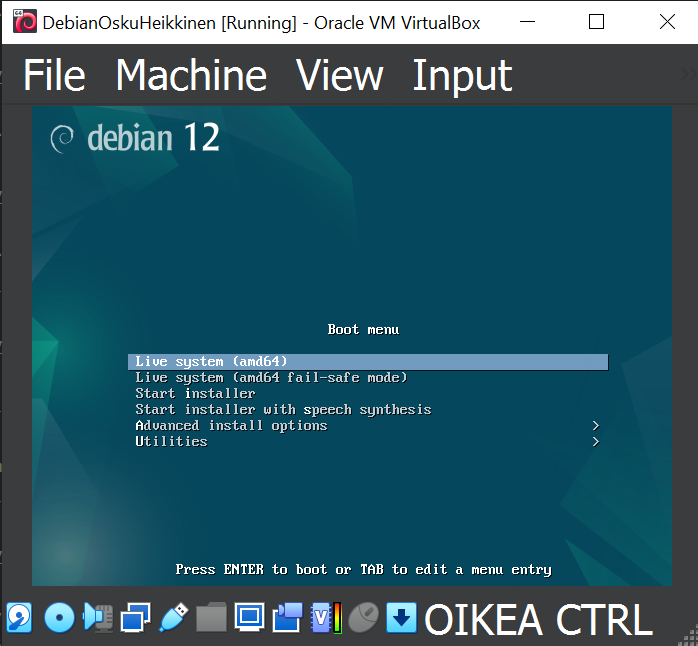 DebianOskuHeikkinen [Running] - Oracle VM VirtualBox
File Machine View Input
debian 12
Boot menu
Live system (amd64)
Live system (amd64 fail-safe mode)
Start installer
Start installer with speech synthesis
Advanced install options >
Utilities >
Press ENTER to boot or TAB to edit a menu entry
OIKEA CTRL